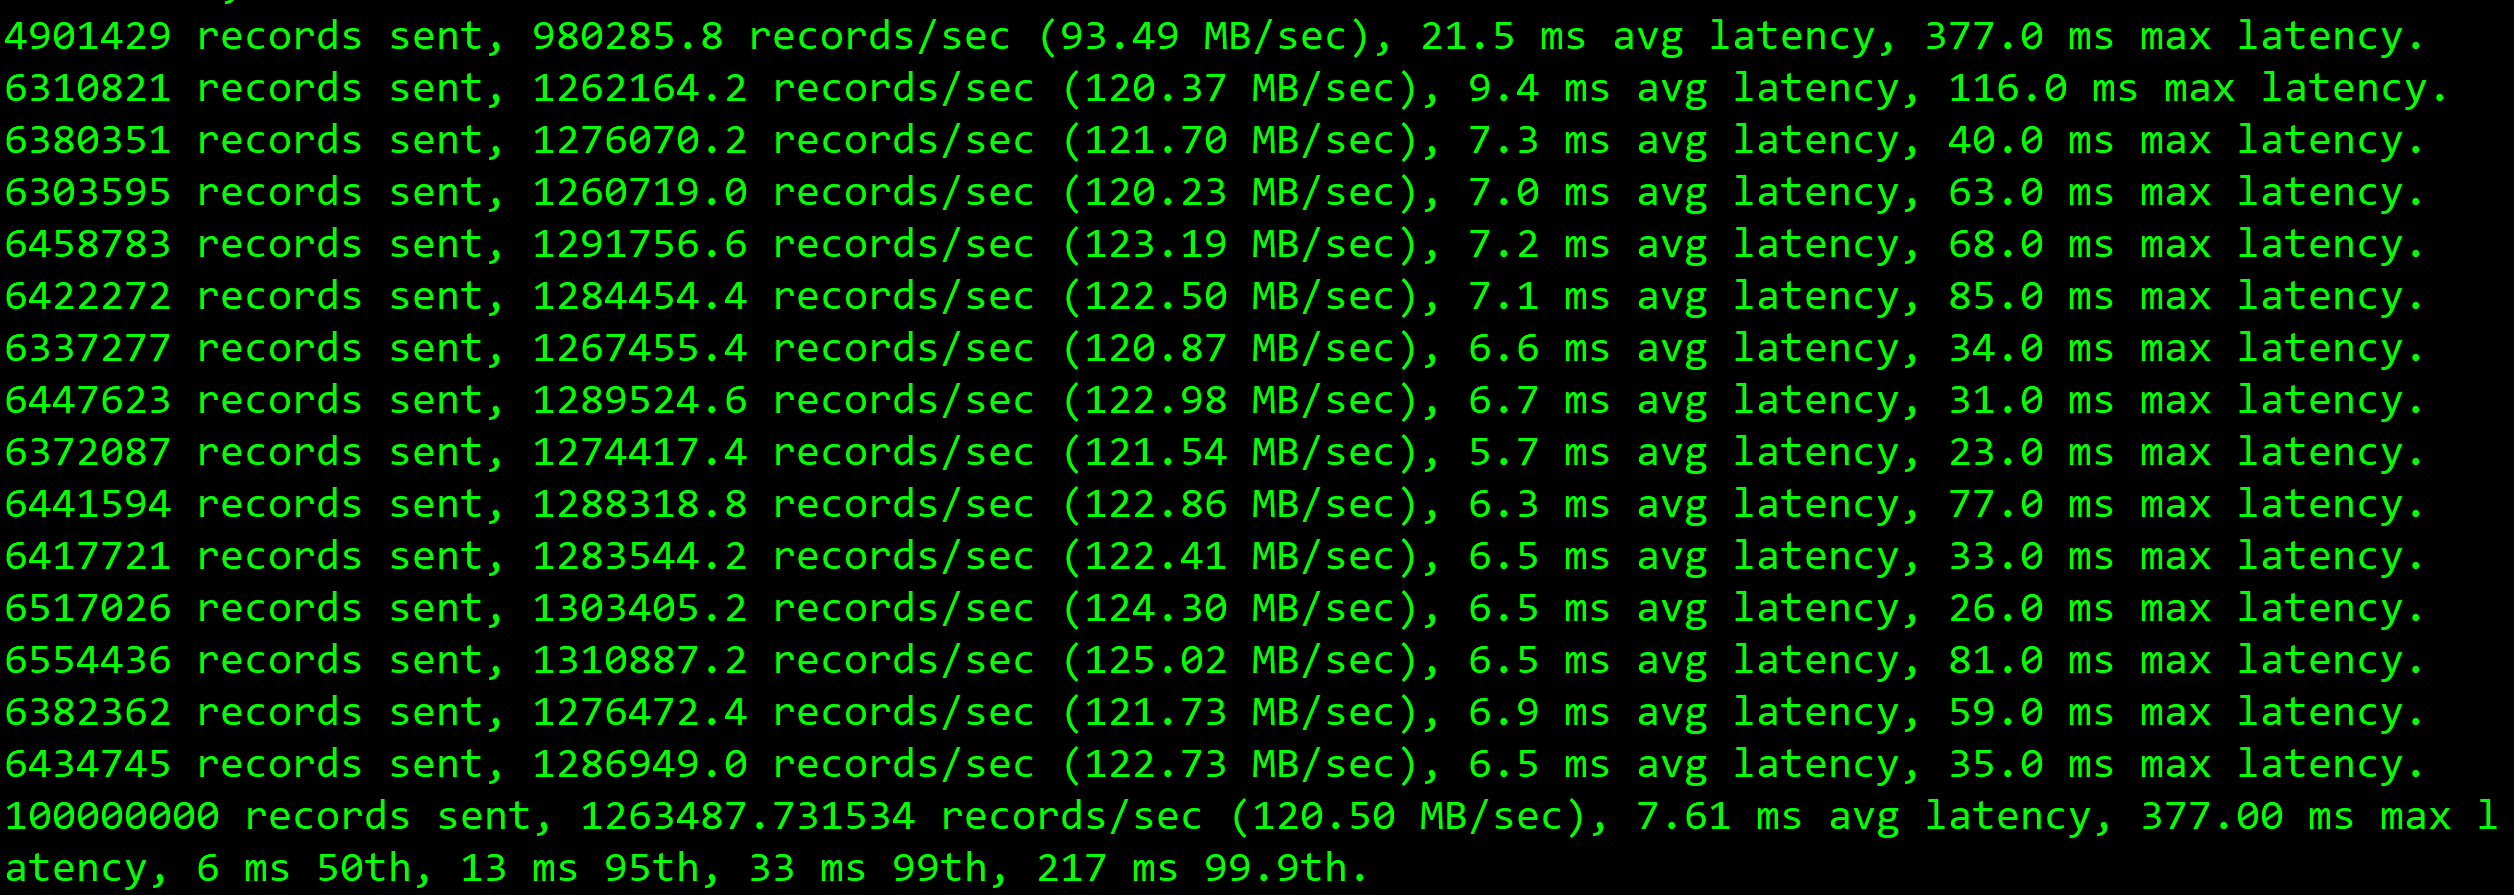 4901429 records sent, 980285.8 records/sec (93.49 MB/sec), 21.5 ms avg latency, 377.0 ms max latency.
6310821 records sent, 1262164.2 records/sec (120.37 MB/sec), 9.4 ms avg latency, 116.0 ms max latency.
6380351 records sent, 1276070.2 records/sec (121.70 MB/sec), 7.3 ms avg latency, 40.0 ms max latency.
6303595 records sent, 1260719.0 records/sec (120.23 MB/sec), 7.0 ms avg latency, 63.0 ms max latency.
6458783 records sent, 1291756.6 records/sec (123.19 MB/sec), 7.2 ms avg latency, 68.0 ms max latency.
6422272 records sent, 1284454.4 records/sec (122.50 MB/sec), 7.1 ms avg latency, 85.0 ms max latency.
6337277 records sent, 1267455.4 records/sec (120.87 MB/sec), 6.6 ms avg latency, 34.0 ms max latency.
6447623 records sent, 1289524.6 records/sec (122.98 MB/sec), 6.7 ms avg latency, 31.0 ms max latency.
6372087 records sent, 1274417.4 records/sec (121.54 MB/sec), 5.7 ms avg latency, 23.0 ms max latency.
6441594 records sent, 1288318.8 records/sec (122.86 MB/sec), 6.3 ms avg latency, 77.0 ms max latency.
6417721 records sent, 1283544.2 records/sec (122.41 MB/sec), 6.5 ms avg latency, 33.0 ms max latency.
6517026 records sent, 1303405.2 records/sec (124.30 MB/sec), 6.5 ms avg latency, 26.0 ms max latency.
6554436 records sent, 1310887.2 records/sec (125.02 MB/sec), 6.5 ms avg latency, 81.0 ms max latency.
6382362 records sent, 1276472.4 records/sec (121.73 MB/sec), 6.9 ms avg latency, 59.0 ms max latency.
6434745 records sent, 1286949.0 records/sec (122.73 MB/sec), 6.5 ms avg latency, 35.0 ms max latency.
100000000 records sent, 1263487.731534 records/sec (120.50 MB/sec), 7.61 ms avg latency, 377.00 ms max l
atency, 6 ms 50th, 13 ms 95th, 33 ms 99th, 217 ms 99.9th.